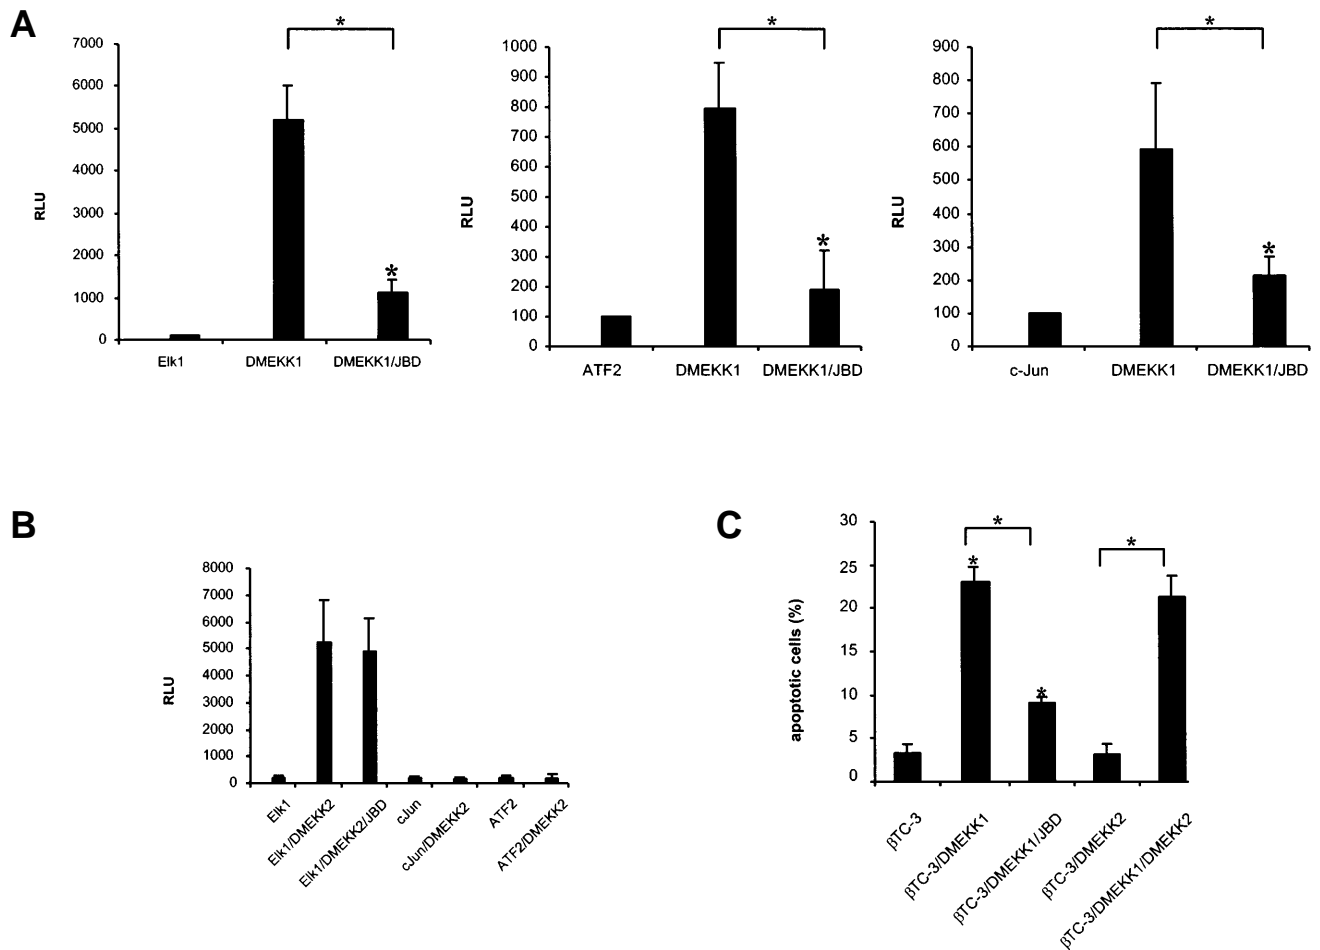 A
*
7000
6000
5000
4000
3000
2000
1000
0
RLU
*
Elk1 DMEKK1 DMEKK1/JBD
*
1000
900
800
700
600
500
400
300
200
100
0
RLU
*
ATF2 DMEKK1 DMEKK1/JBD
*
900
800
700
600
500
400
300
200
100
0
RLU
*
c-Jun DMEKK1 DMEKK1/JBD
B
8000
7000
6000
5000
4000
3000
2000
1000
0
RLU
Elk1
Elk1/DMEKK2
Elk1/DMEKK2/JBD
cJun
cJun/DMEKK2
ATF2
ATF2/DMEKK2
C
30
25
20
15
10
5
0
apoptotic cells (%)
*
*
*
*
βTC-3
βTC-3/DMEKK1
βTC-3/DMEKK1/JBD
βTC-3/DMEKK2
βTC-3/DMEKK1/DMEKK2